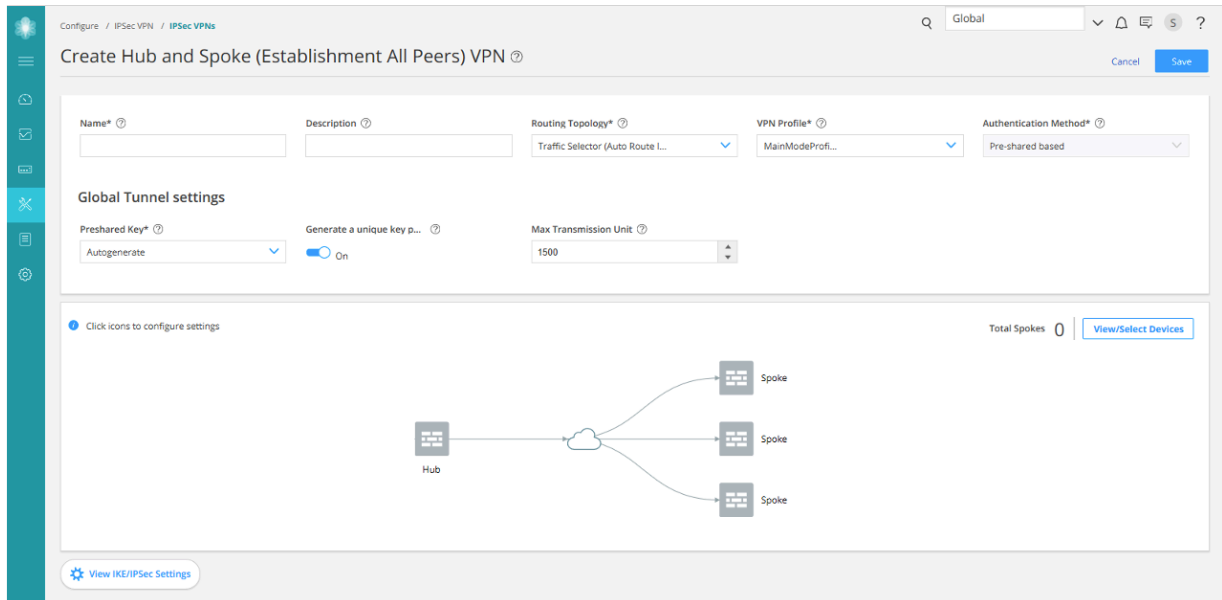 Configure / IPSec VPN / IPSec VPNs
Global
S ?
Create Hub and Spoke (Establishment All Peers) VPN ?
Cancel Save
Name* ? Description ? Routing Topology* ? VPN Profile* ? Authentication Method* ?
Traffic Selector (Auto Route I... MainModeProfi... Pre-shared based
Global Tunnel settings
Preshared Key* ? Generate a unique key p... ? Max Transmission Unit ?
Autogenerate On 1500
Click icons to configure settings
Total Spokes 0 View/Select Devices
Spoke
Spoke
Hub
Spoke
View IKE/IPSec Settings